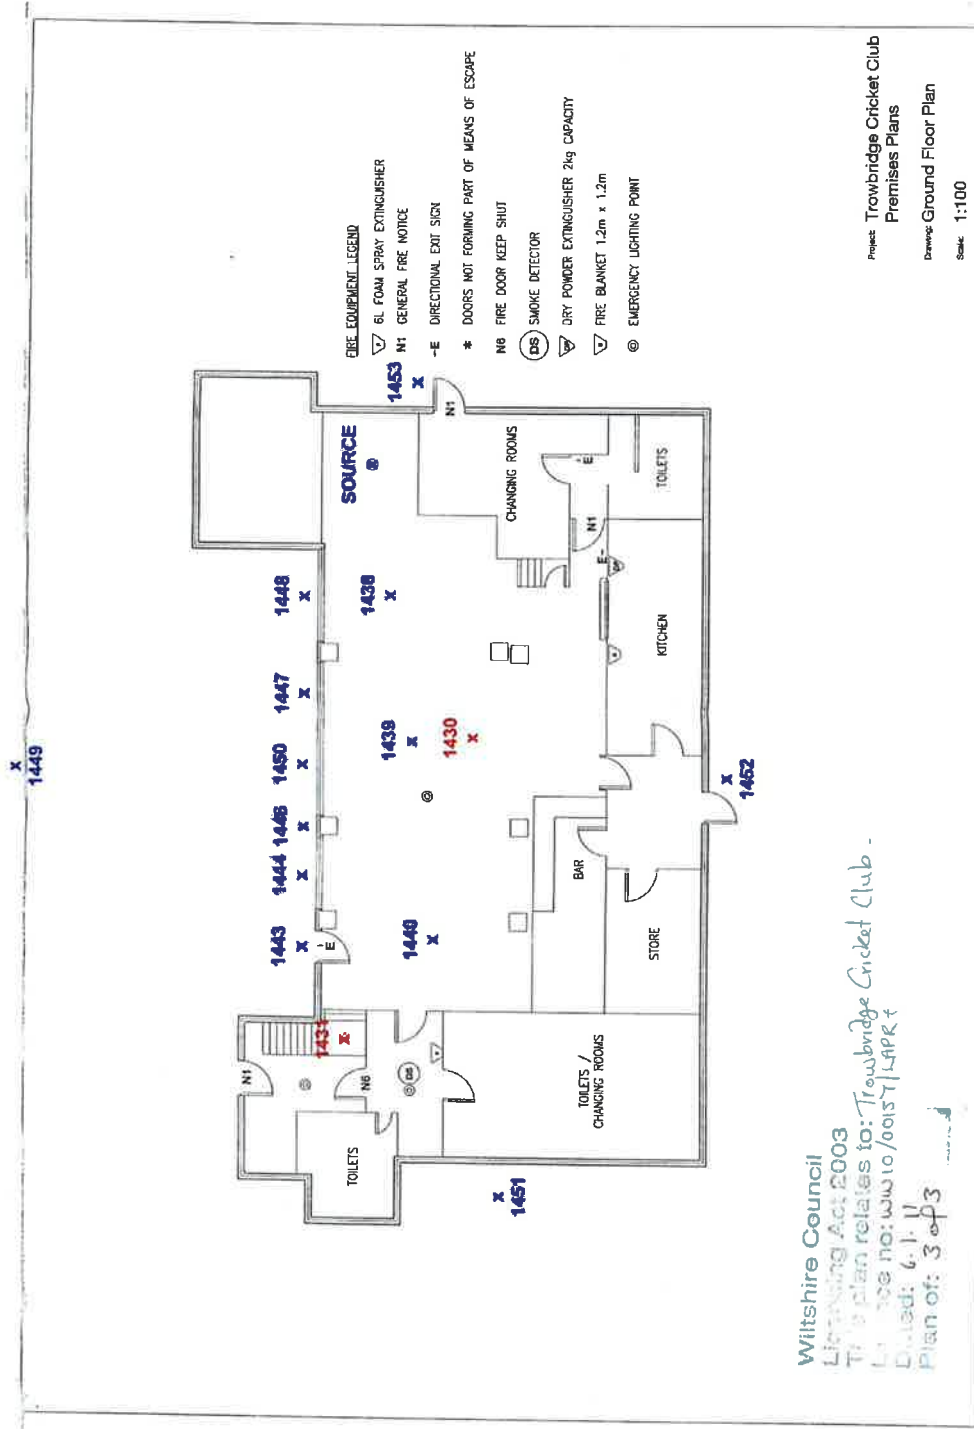 FIRE EQUIPMENT LEGEND
6L FOAM SPRAY EXTINGUISHER
N1 GENERAL FIRE NOTICE
-E DIRECTIONAL EXIT SIGN
* DOORS NOT FORMING PART OF MEANS OF ESCAPE
N6 FIRE DOOR KEEP SHUT
DS SMOKE DETECTOR
DRY POWDER EXTINGUISHER 2kg CAPACITY
FIRE BLANKET 1.2m x 1.2m
EMERGENCY LIGHTING POINT
1449
1443
1444
1446
1450
1447
1448
SOURCE
1453
N1
1438
1439
1430
1440
E
N1
N6
DS
TOILETS
TOILETS /
CHANGING ROOMS
CHANGING ROOMS
E
N1
E-
TOILETS
KITCHEN
BAR
STORE
1451
1452
Project: Trowbridge Cricket Club
Premises Plans
Drawing: Ground Floor Plan
Scale: 1:100
Wiltshire Council
Licensing Act 2003
plan relates to: Trowbridge Cricket Club.
no:
6.1.11
Plan of: 3 of 3